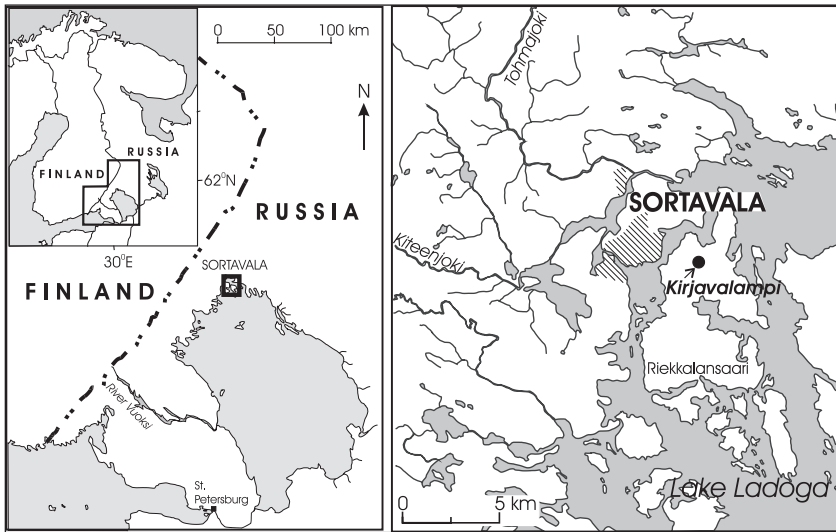 0 50 100 km
N
RUSSIA
FINLAND
62°N
30°E
RUSSIA
SORTAVALA
FINLAND
River Vuoksi
St.
Petersburg
Tohmajoki
SORTAVALA
Kiteenjoki
Kirjavalampi
Riekkalansaari
Lake Ladoga
0 5 km